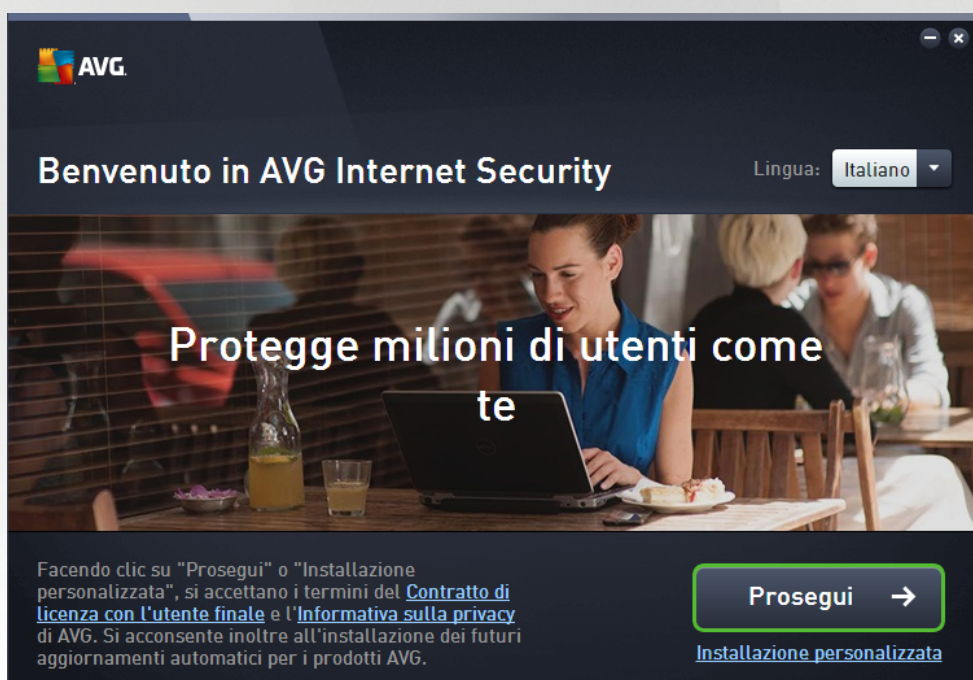 AVG.
Benvenuto in AVG Internet Security
Lingua: Italiano
Protegge milioni di utenti come
te
Facendo clic su "Prosegui" o "Installazione
personalizzata", si accettano i termini del Contratto di
licenza con l'utente finale e l'Informativa sulla privacy
di AVG. Si acconsente inoltre all'installazione dei futuri
aggiornamenti automatici per i prodotti AVG.
Prosegui →
Installazione personalizzata